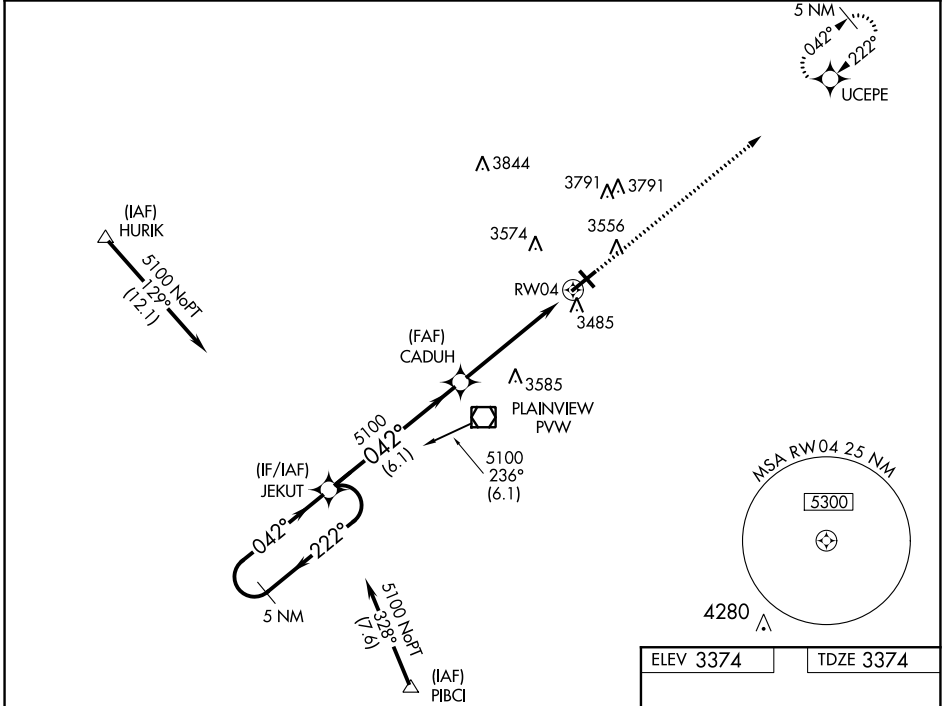 5 NM
042°
222°
UCEPE
3844
3791
3791
(IAF)
HURIK
3574
3556
5100 NoPT
129°
(12.1)
RW04
3485
(FAF)
CADUH
3585
PLAINVIEW
PVW
5100
042°
(6.1)
5100
236°
(6.1)
(IF/IAF)
JEKUT
MSA RW04 25 NM
5300
042°
222°
5 NM
5100 NoPT
328°
(7.6)
4280
(IAF)
PIBCI
ELEV 3374
TDZE 3374